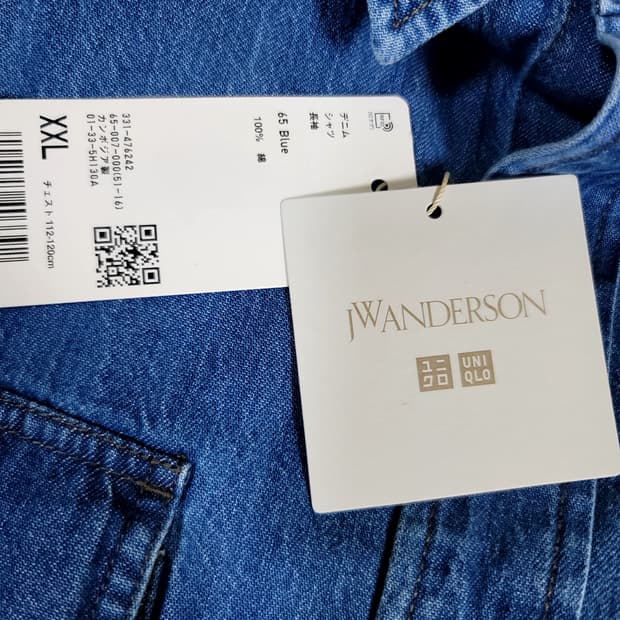 デニム
シャツ
長袖
65 Blue
100% 綿
331-476242
65-007-000(51-16)
カンボジア製
01-33-5H130A
XXL
チェスト 112-120cm
JWANDERSON
ユニ
クロ
UNI
QLO